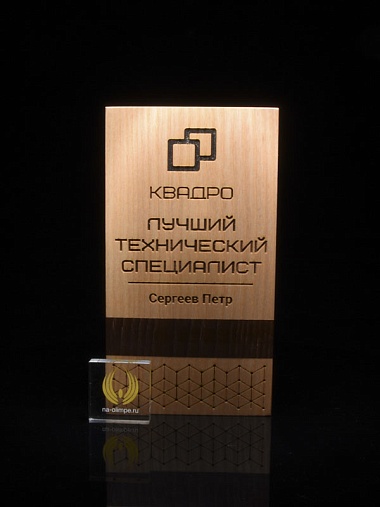 КВАДРО
ЛУЧШИЙ
ТЕХНИЧЕСКИЙ
СПЕЦИАЛИСТ
Сергеев Петр
na-olimpe.ru